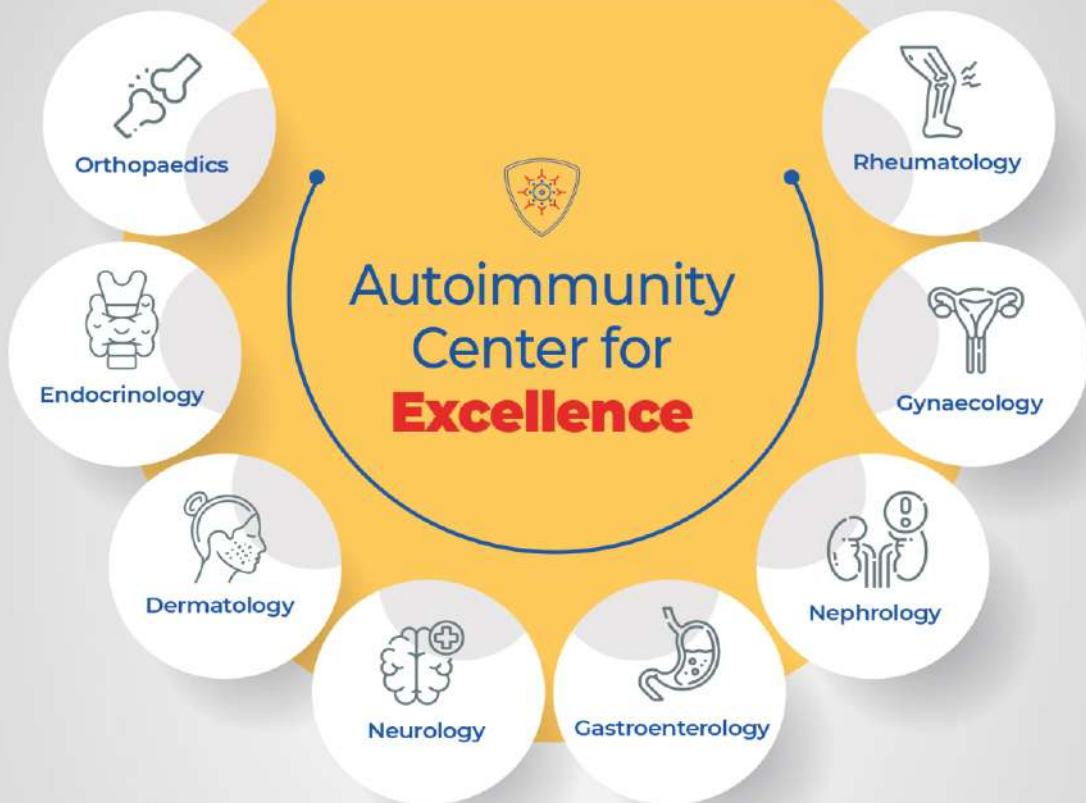 Orthopaedics
Rheumatology
Autoimmunity
Center for
Excellence
Endocrinology
Gynaecology
Dermatology
Nephrology
Neurology
Gastroenterology